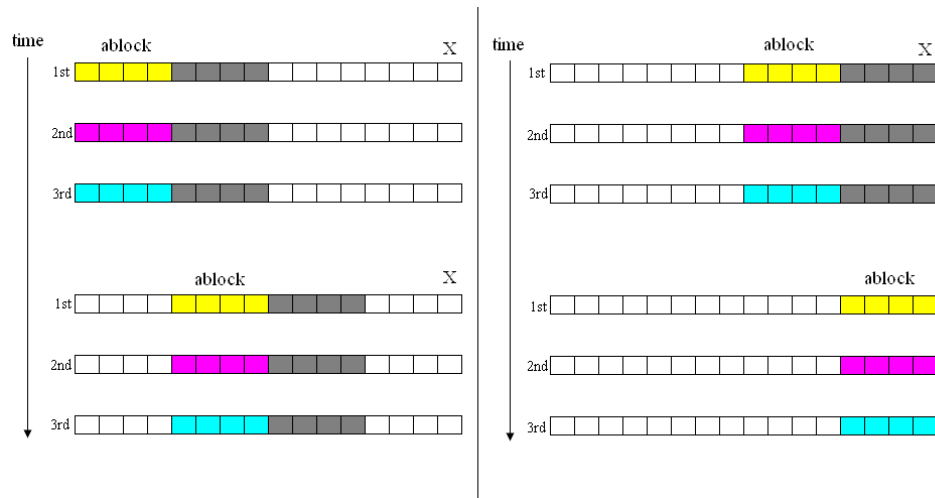 time
ablock
X
1st
2nd
3rd
ablock
X
1st
2nd
3rd
time
ablock
X
1st
2nd
3rd
ablock
1st
2nd
3rd